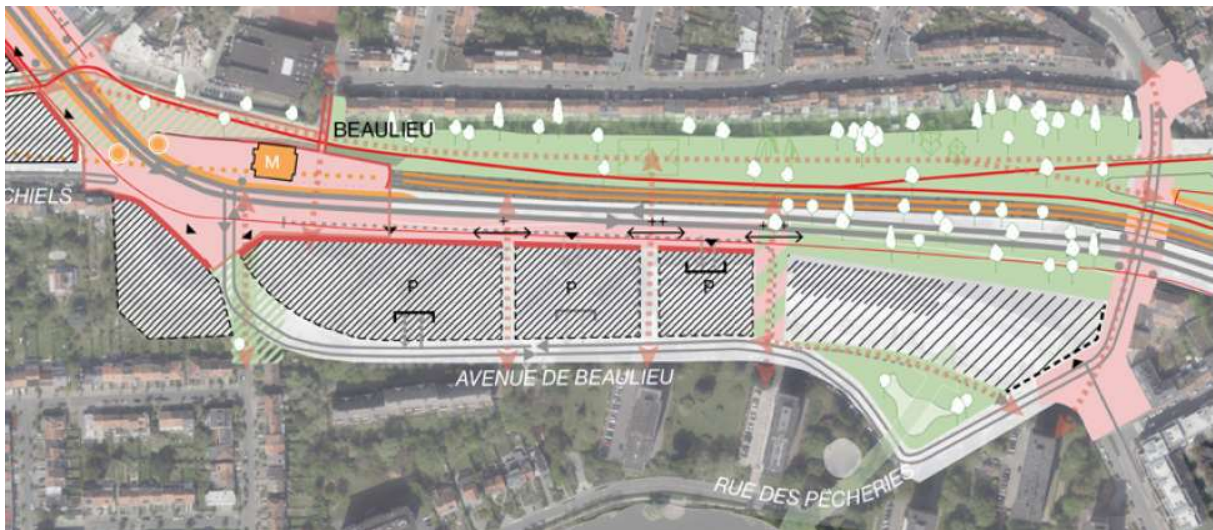 BEAULIEU
M
CHIELS
P
P
P
AVENUE DE BEAULIEU
RUE DES PECHERIES